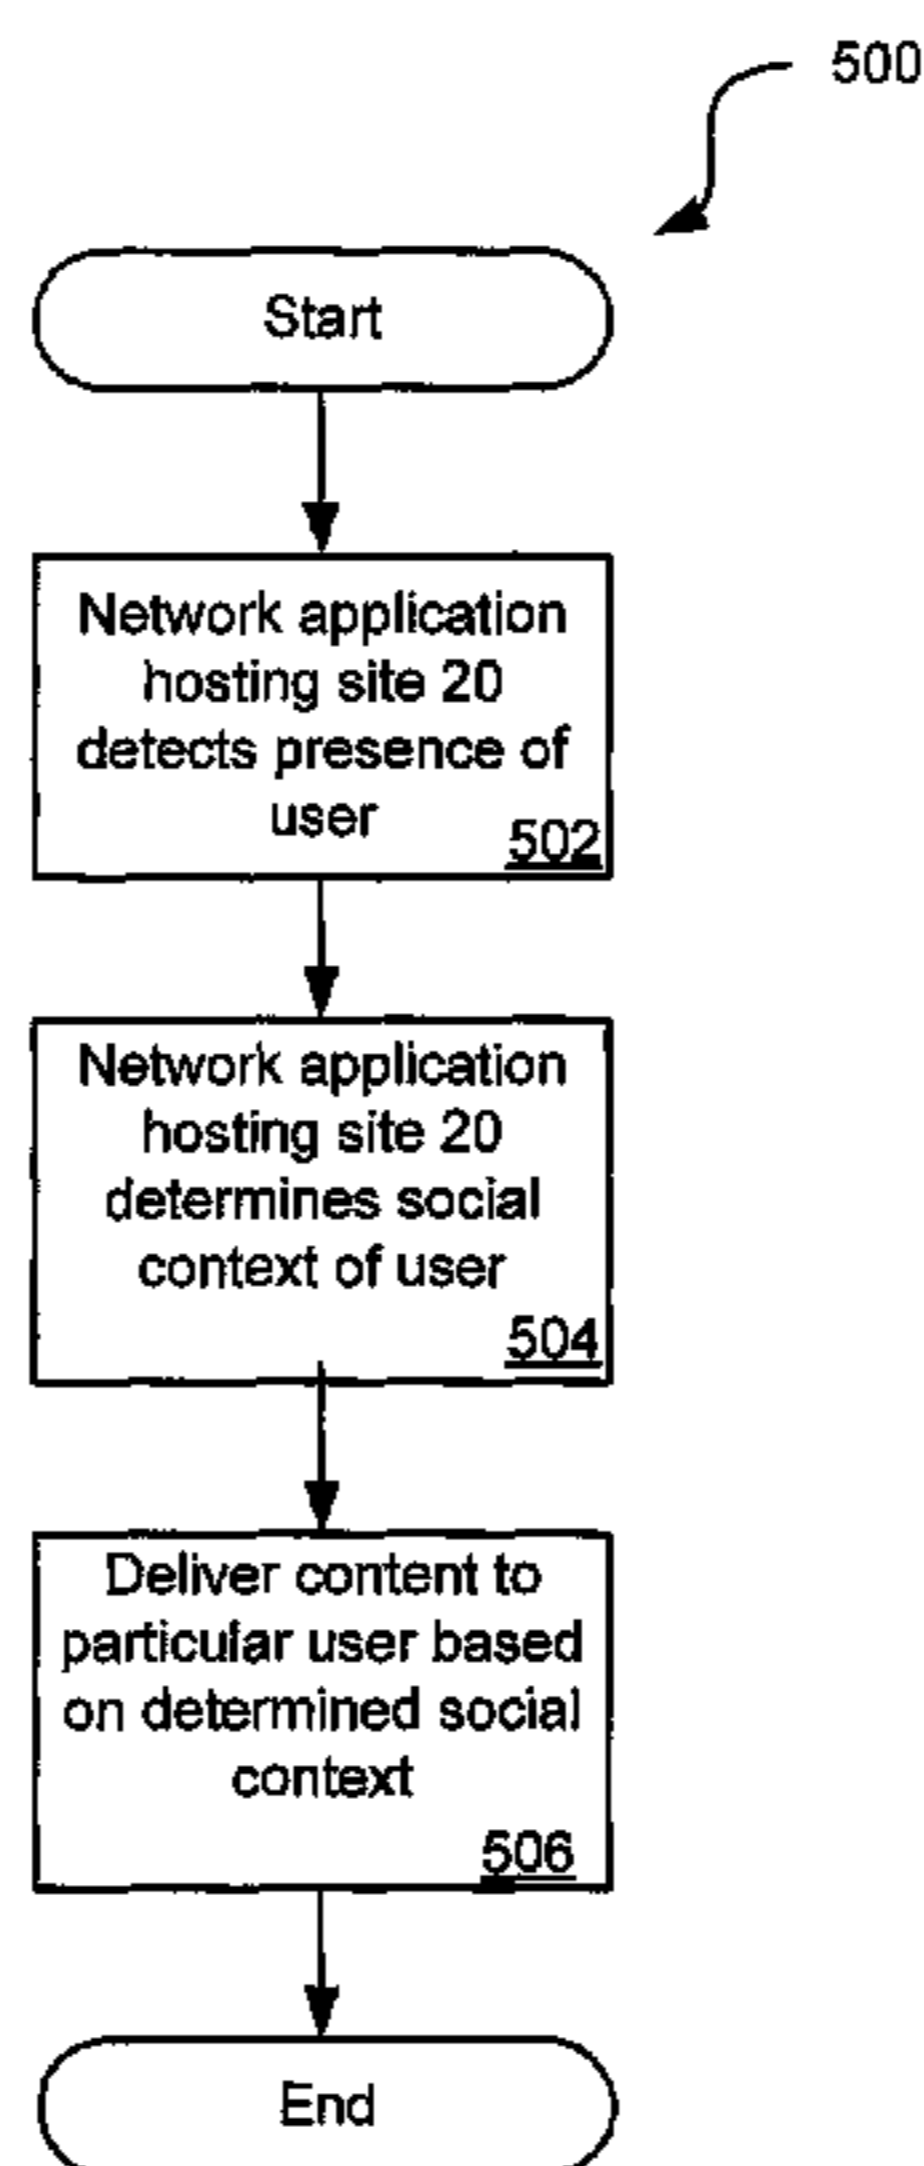 500
Start
Network application
hosting site 20
detects presence of
user
502
Network application
hosting site 20
determines social
context of user
504
Deliver content to
particular user based
on determined social
context
506
End